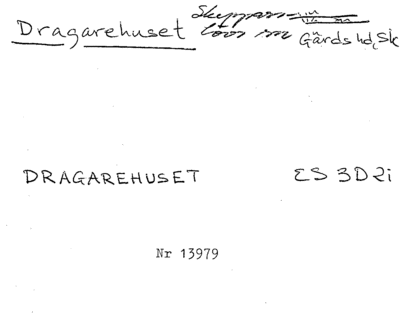 Dragarehuset
Gärds hd, Sk
DRAGAREHUSET ES 3D2i
Nr 13979